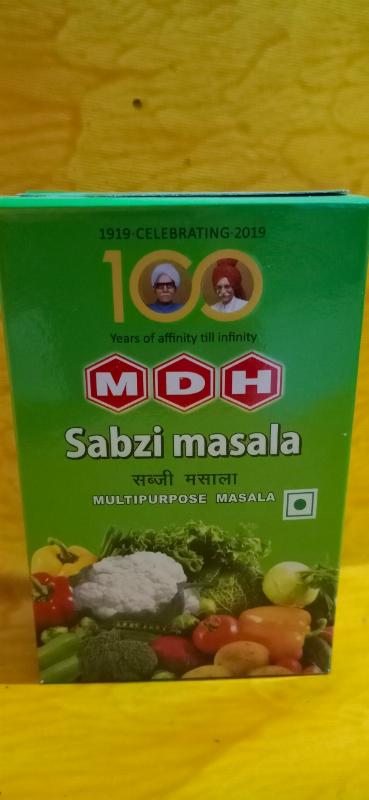 1919·CELEBRATING·2019
100
Years of affinity till infinity
MDH
Sabzi masala
सब्जी मसाला
MULTIPURPOSE MASALA